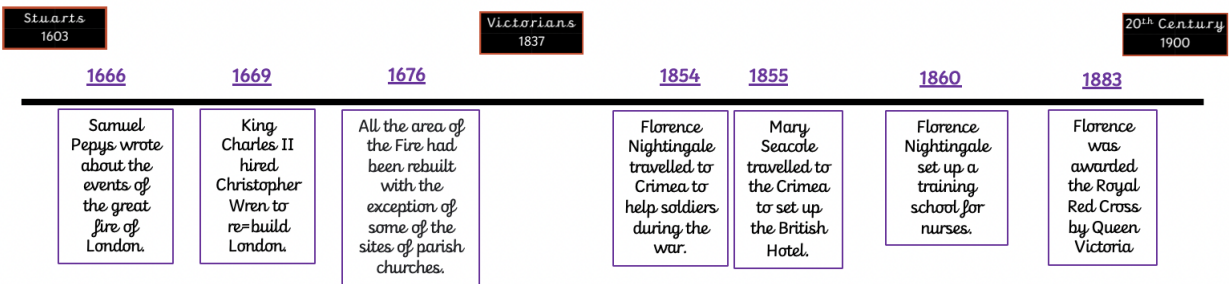 Stuarts
1603
Victorians
1837
20th Century
1900
1666
1669
1676
1854
1855
1860
1883
Samuel
Pepys wrote
about the
events of
the great
fire of
London.
King
Charles II
hired
Christopher
Wren to
re=build
London.
All the area of
the Fire had
been rebuilt
with the
exception of
some of the
sites of parish
churches.
Florence
Nightingale
travelled to
Crimea to
help soldiers
during the
war.
Mary
Seacole
travelled to
the Crimea
to set up
the British
Hotel.
Florence
Nightingale
set up a
training
school for
nurses.
Florence
was
awarded
the Royal
Red Cross
by Queen
Victoria